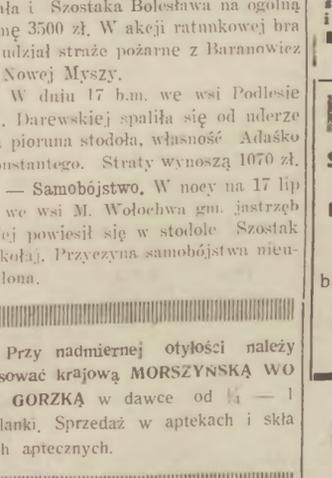 ała i Szostaka Bolesława na ogólną
nę 3500 zł. W akcji ratunkowej bra
udział straże pożarne z Baranowicz
Nowej Myszy.
W dniu 17 b.m. we wsi Podlesie
. Darewskiej spaliła się od uderze
pioruna stodoła, własność Adaśko
onstantego. Straty wynoszą 1070 zł.
— Samobójstwo. W nocy na 17 lip
we wsi M. Wołochwa gm. jastrzęb
ej powiesił się w stodole Szostak
kołaj. Przyczyna samobójstwa nieu-
lona.
Przy nadmiernej otyłości należy
sować krajową MORSZYŃSKĄ WO
GORZKĄ w dawce od ¼ — 1
lanki. Sprzedaż w aptekach i skła
h aptecznych.
b